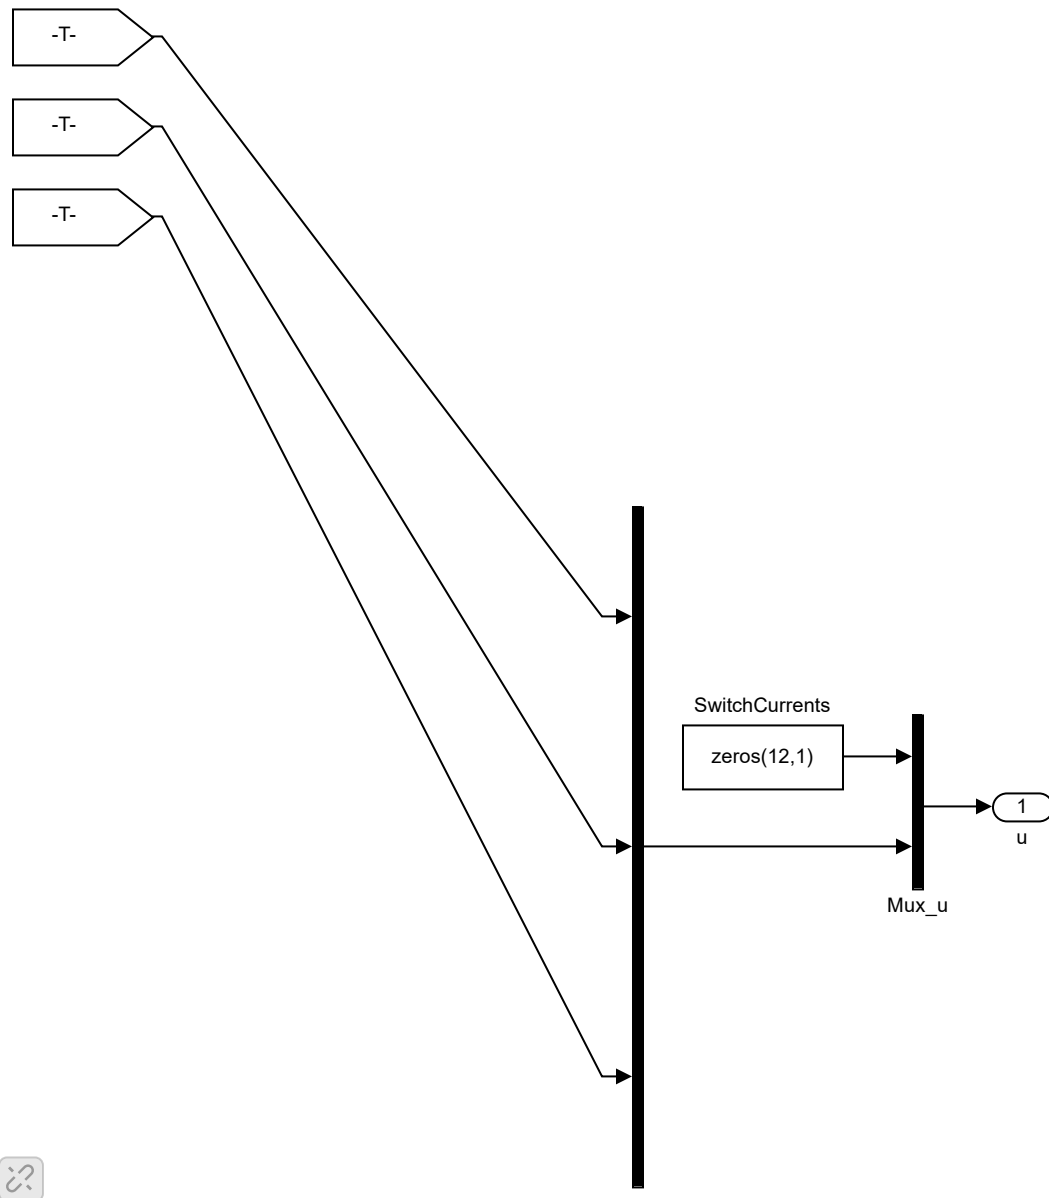 -T-
-T-
-T-
SwitchCurrents
zeros(12,1)
1
u
Mux_u